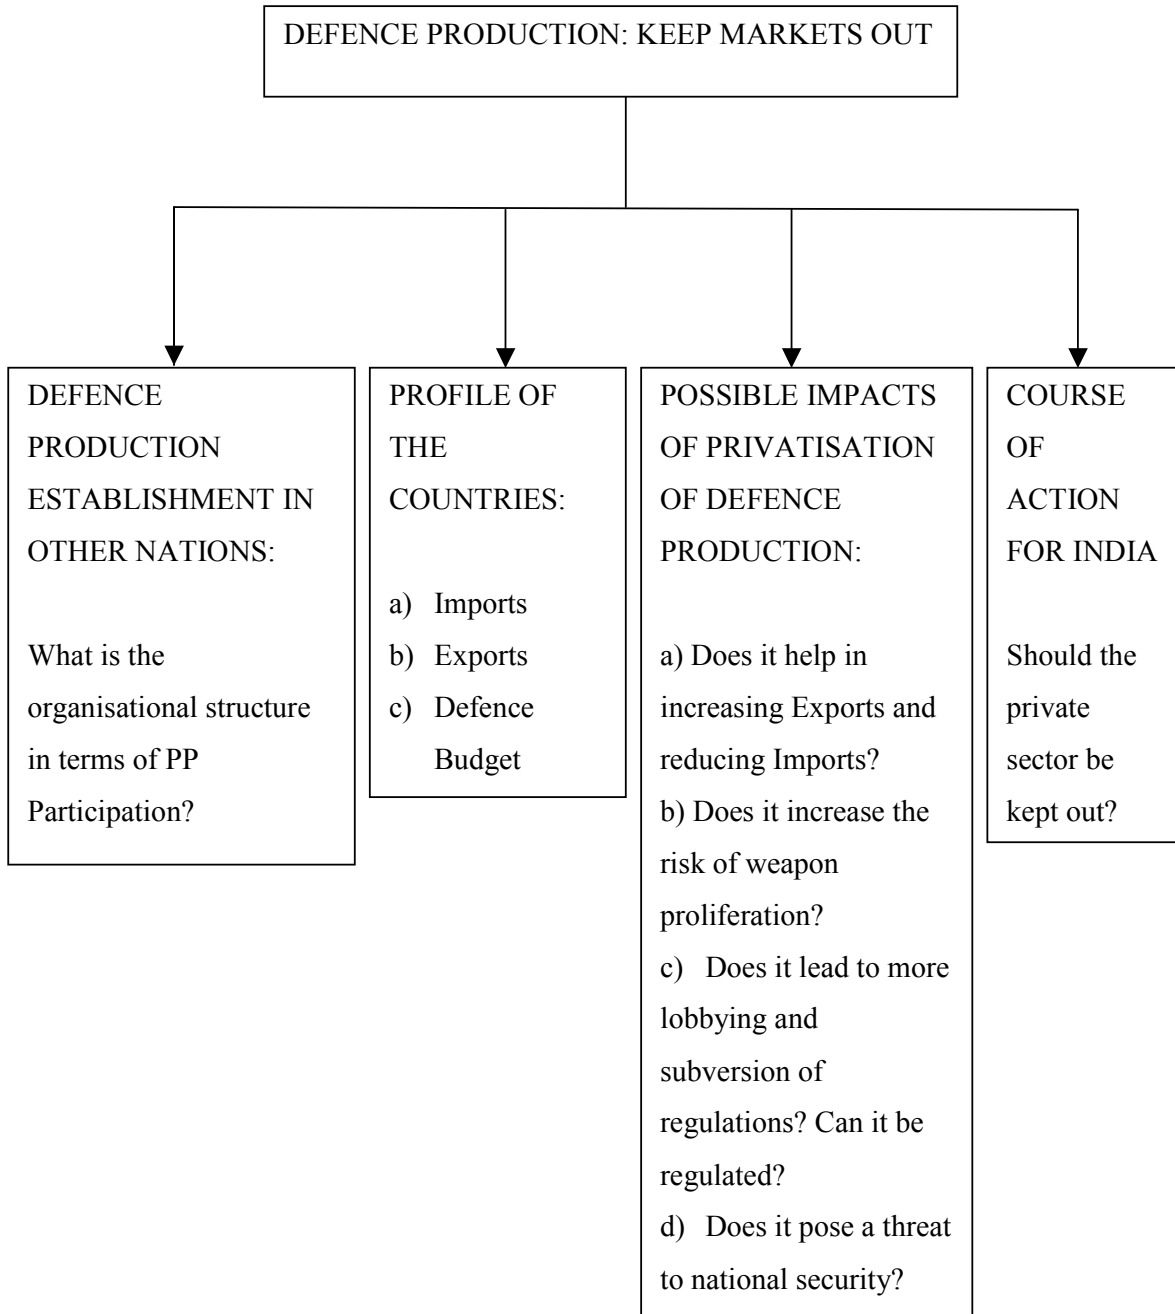 DEFENCE PRODUCTION: KEEP MARKETS OUT
DEFENCE
PRODUCTION
ESTABLISHMENT IN
OTHER NATIONS:
What is the
organisational structure
in terms of PP
Participation?
PROFILE OF
THE
COUNTRIES:
a) Imports
b) Exports
c) Defence
Budget
POSSIBLE IMPACTS
OF PRIVATISATION
OF DEFENCE
PRODUCTION:
a) Does it help in
increasing Exports and
reducing Imports?
b) Does it increase the
risk of weapon
proliferation?
c) Does it lead to more
lobbying and
subversion of
regulations? Can it be
regulated?
d) Does it pose a threat
to national security?
COURSE
OF
ACTION
FOR INDIA
Should the
private
sector be
kept out?